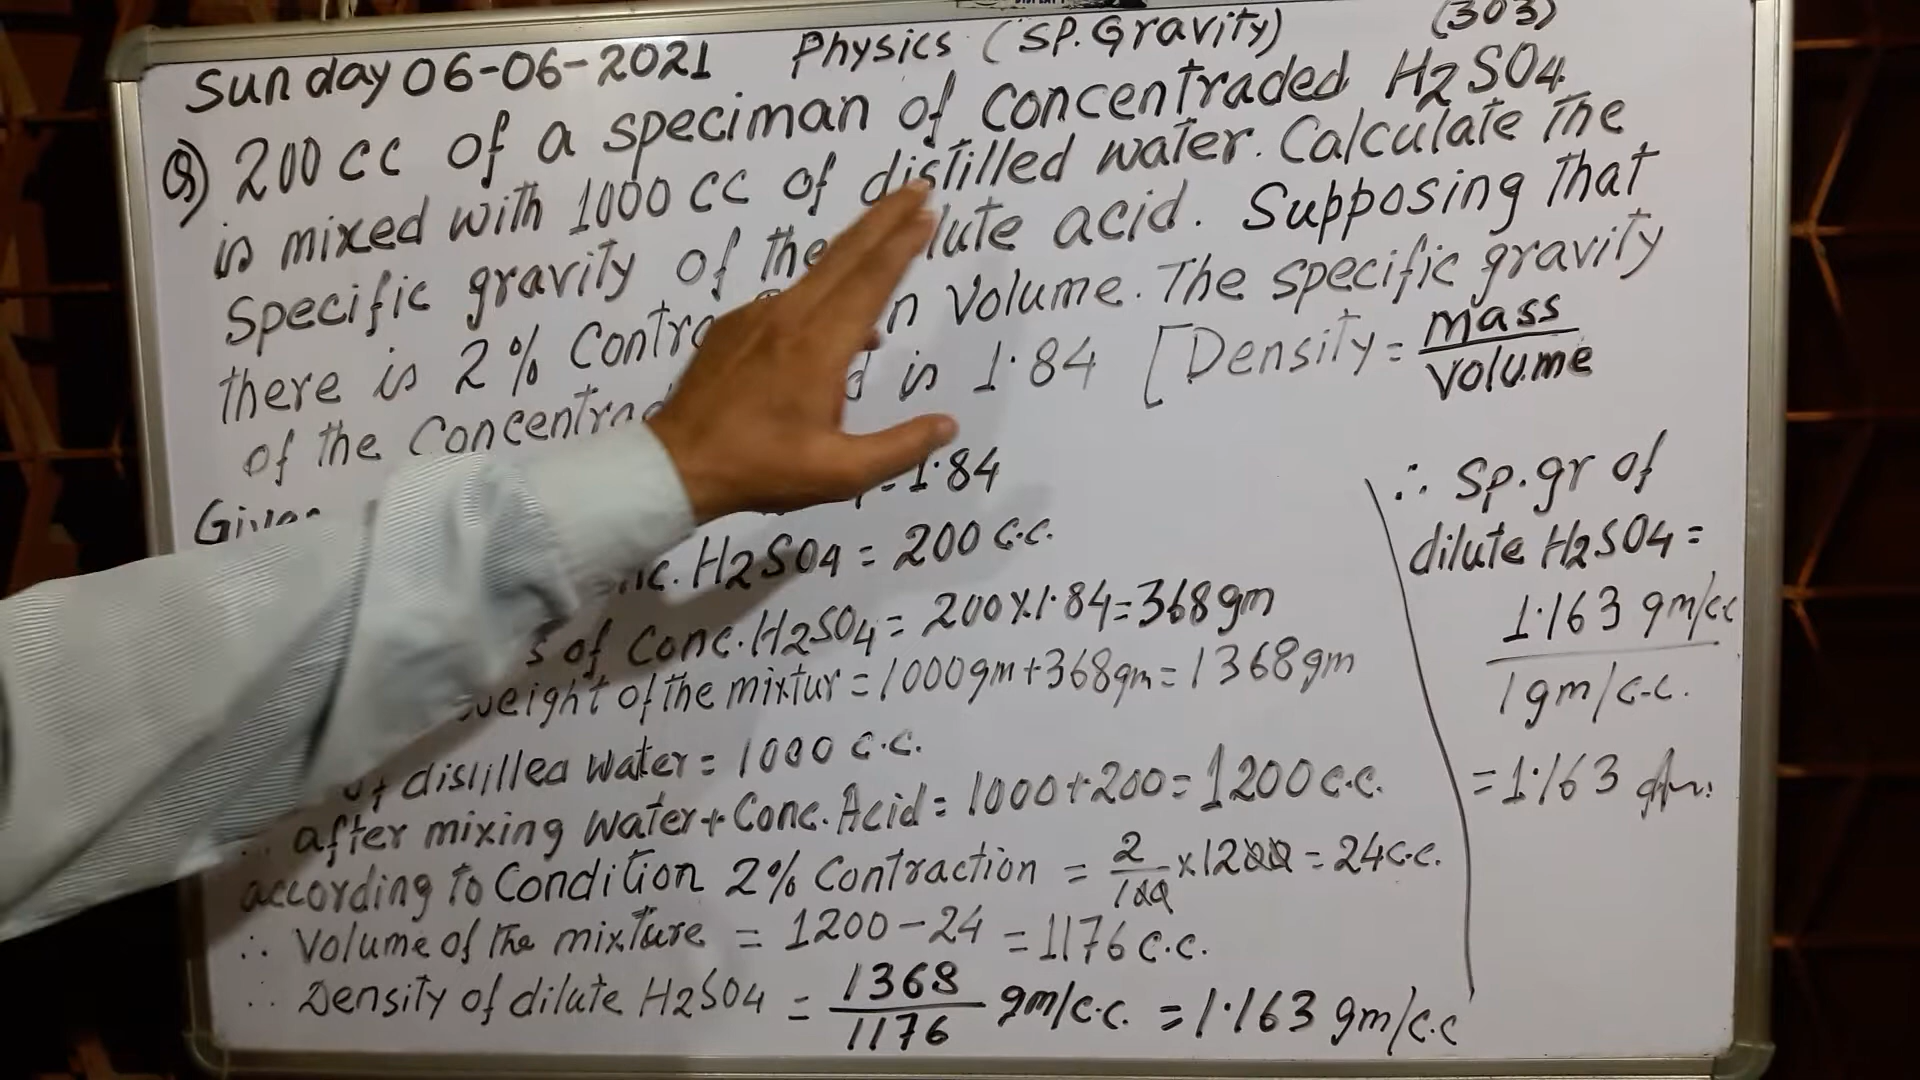 Sunday 06-06-2021 Physics (SP. Gravity) (303)
Q) 200 cc of a speciman of concentraded H2SO4
is mixed with 1000 cc of distilled water. Calculate The
Specific gravity of the lute acid. Supposing That
there is 2% Contra n Volume. The specific gravity
of the Concentrad d is 1.84 [Density = mass / volume
= 1.84
nc. H2SO4 = 200 c.c.
s of Conc. H2SO4 = 200 X 1.84 = 368 gm
weight of the mixtur = 1000gm + 368gm = 1368gm
of distilled Water = 1000 c.c.
after mixing Water + Conc. Acid = 1000 + 200 = 1200 c.c.
according to Condition 2% Contraction = 2/100 x 1200 = 24 c.c.
∴ Volume of The mixture = 1200 - 24 = 1176 c.c.
∴ Density of dilute H2SO4 = 1368/1176 gm/c.c. = 1.163 gm/c.c
∴ Sp.gr of
dilute H2SO4 =
1.163 gm/cc
1 gm/c.c.
= 1.163